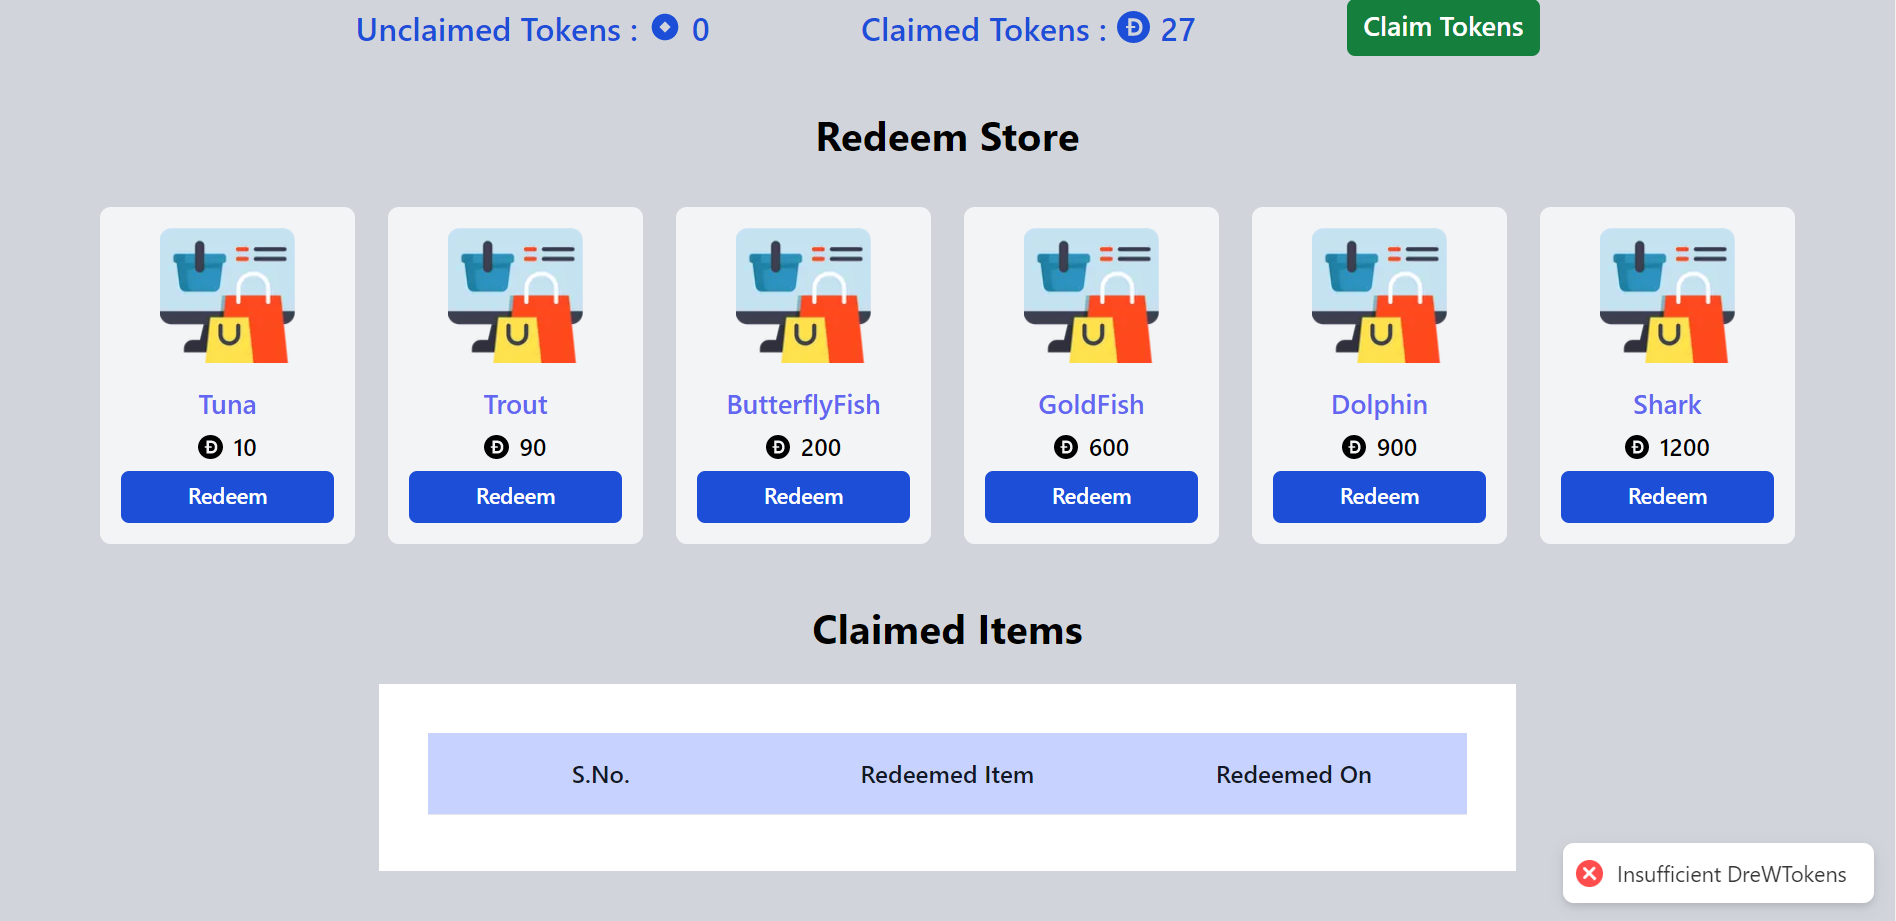 Unclaimed Tokens : 0
Claimed Tokens : 27
Claim Tokens
Redeem Store
Tuna
10
Redeem
Trout
90
Redeem
ButterflyFish
200
Redeem
GoldFish
600
Redeem
Dolphin
900
Redeem
Shark
1200
Redeem
Claimed Items
S.No. Redeemed Item Redeemed On
Insufficient DreWTokens